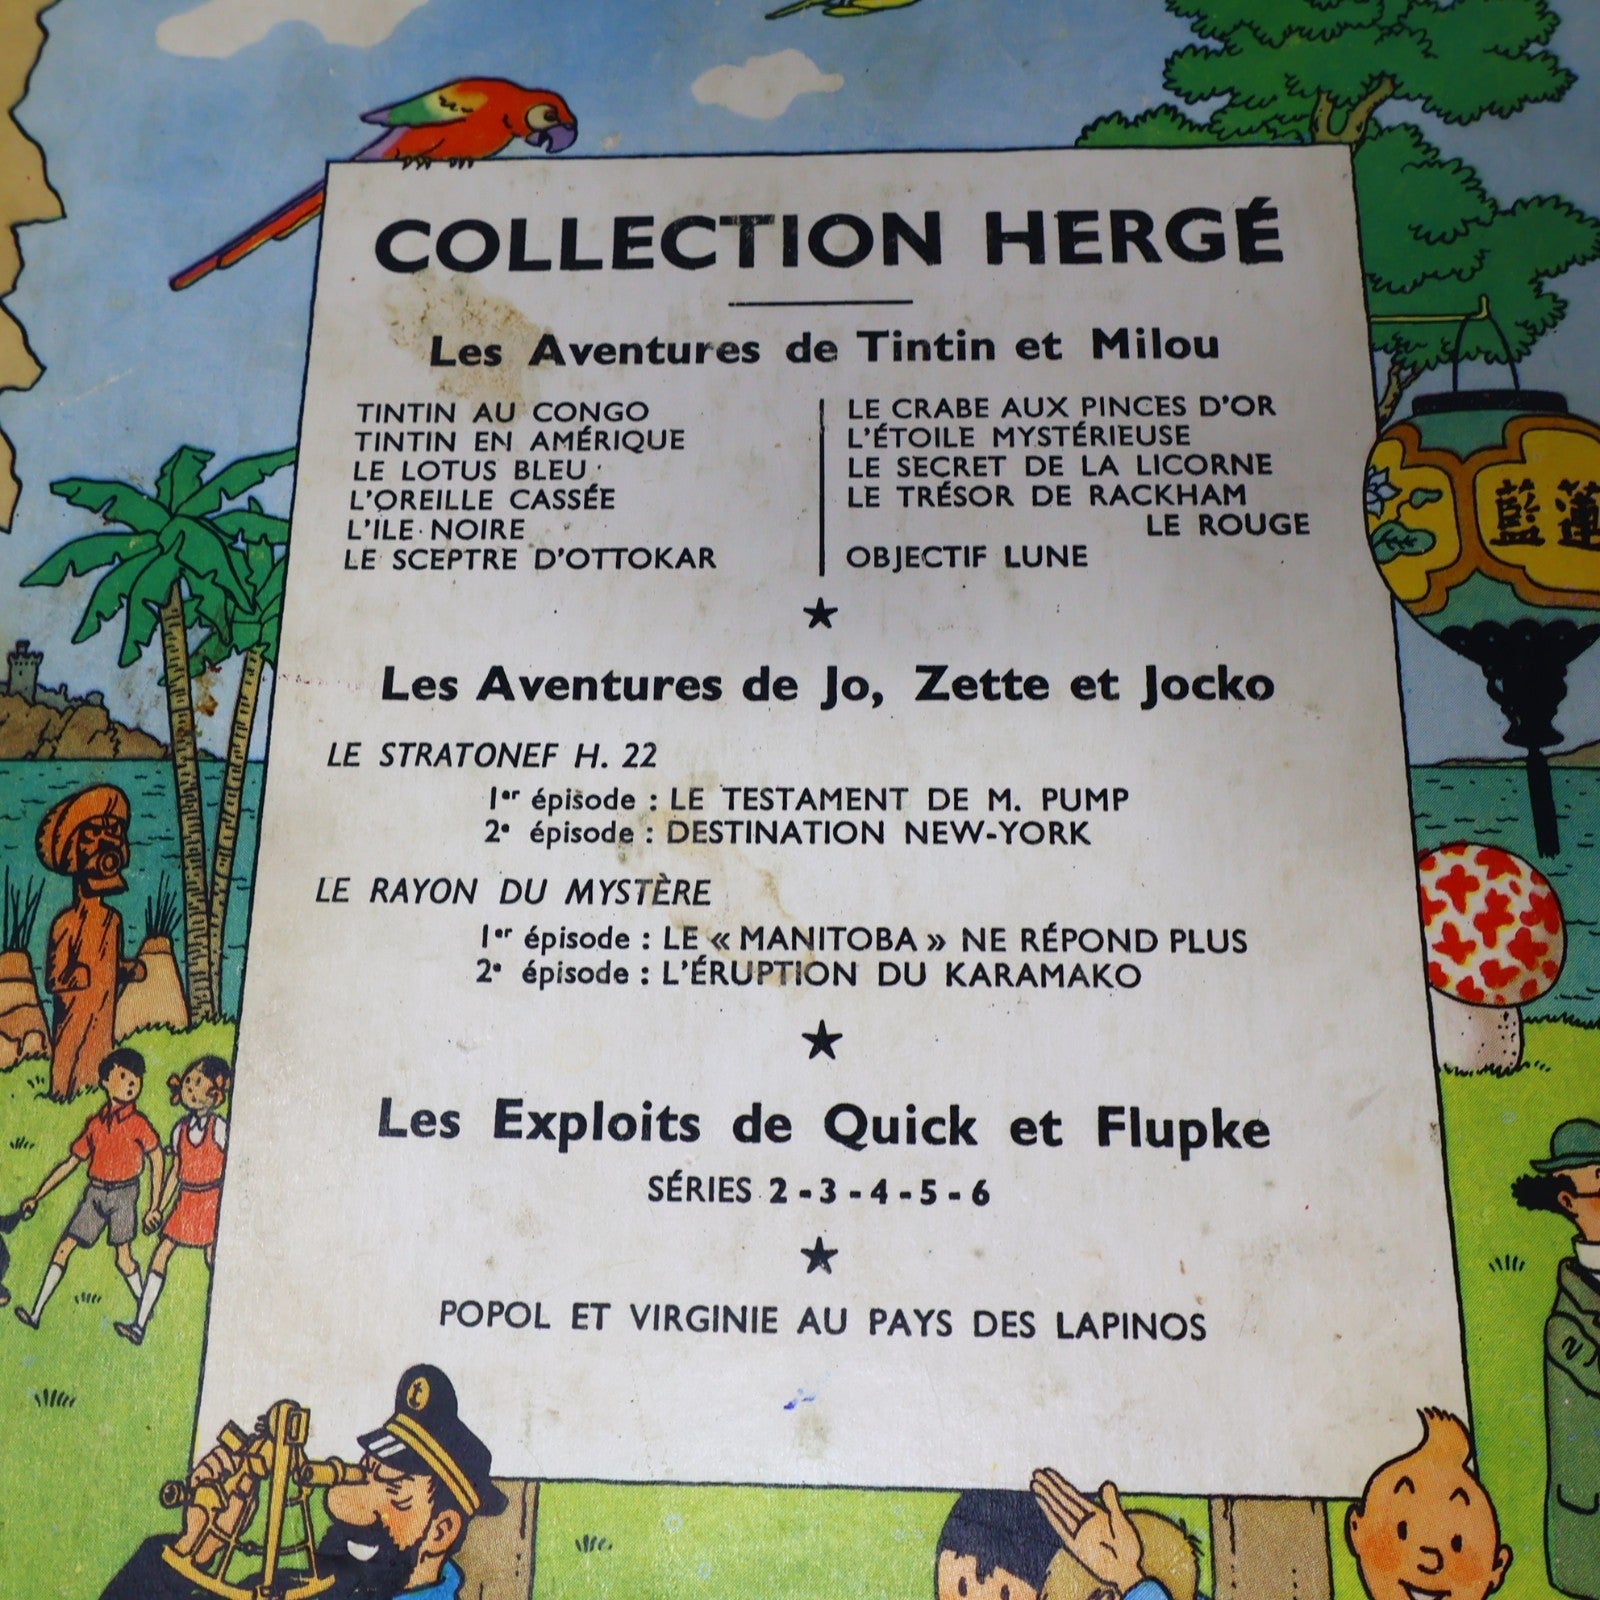 COLLECTION HERGÉ
Les Aventures de Tintin et Milou
TINTIN AU CONGO
TINTIN EN AMÉRIQUE
LE LOTUS BLEU
L'OREILLE CASSÉE
L'ILE NOIRE
LE SCEPTRE D'OTTOKAR
LE CRABE AUX PINCES D'OR
L'ÉTOILE MYSTÉRIEUSE
LE SECRET DE LA LICORNE
LE TRÉSOR DE RACKHAM
LE ROUGE
OBJECTIF LUNE
Les Aventures de Jo, Zette et Jocko
LE STRATONEF H. 22
1er épisode : LE TESTAMENT DE M. PUMP
2e épisode : DESTINATION NEW-YORK
LE RAYON DU MYSTÈRE
1er épisode : LE « MANITOBA » NE RÉPOND PLUS
2e épisode : L'ÉRUPTION DU KARAMAKO
Les Exploits de Quick et Flupke
SÉRIES 2 - 3 - 4 - 5 - 6
POPOL ET VIRGINIE AU PAYS DES LAPINOS
藍蓮
t